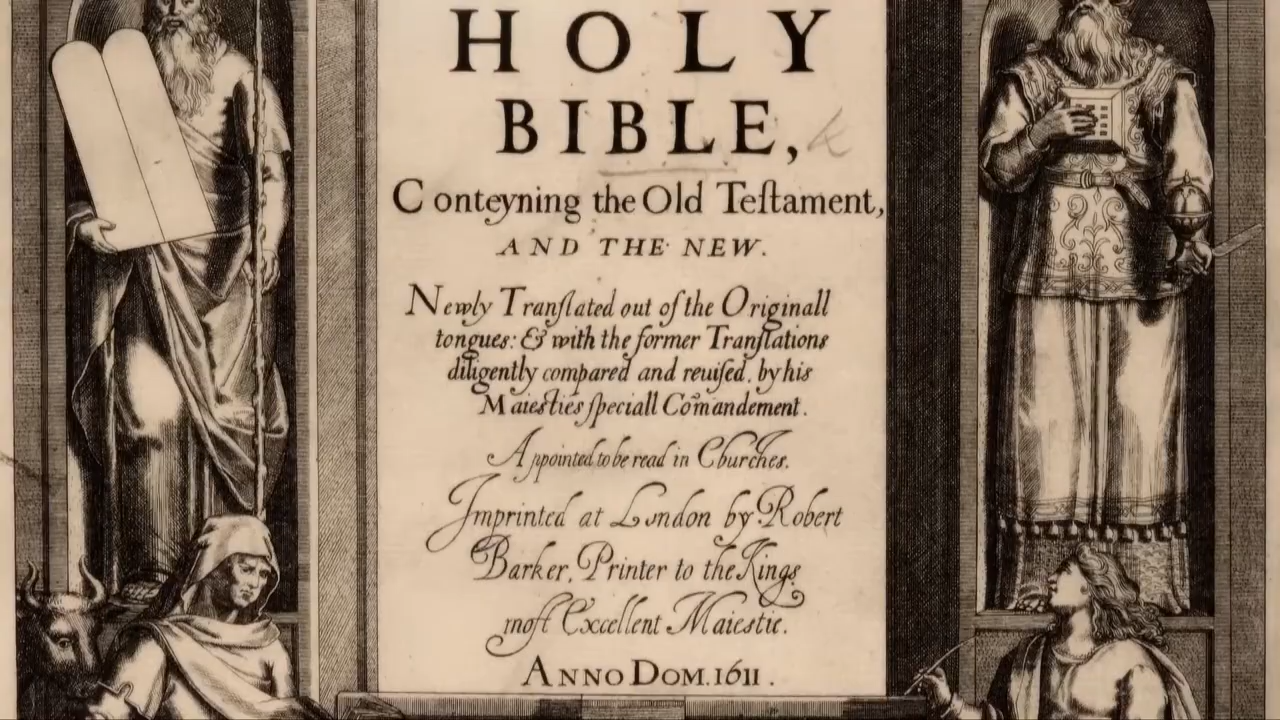 HOLY
BIBLE,
Conteyning the Old Teſtament,
AND THE NEW.
Newly Tranſlated out of the Originall
tongues: & with the former Tranſlations
diligently compared and reuiſed, by his
Maieſties ſpeciall Com̃andement.
Appointed to be read in Churches.
Imprinted at London by Robert
Barker, Printer to the Kings
moſt Excellent Maiestie.
ANNO DOM. 1611.